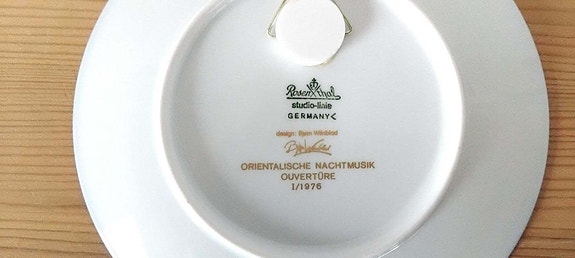 Rosenthal
studio-linie
GERMANY
design: Bjørn Wiinblad
ORIENTALISCHE NACHTMUSIK
OUVERTÜRE
I/1976